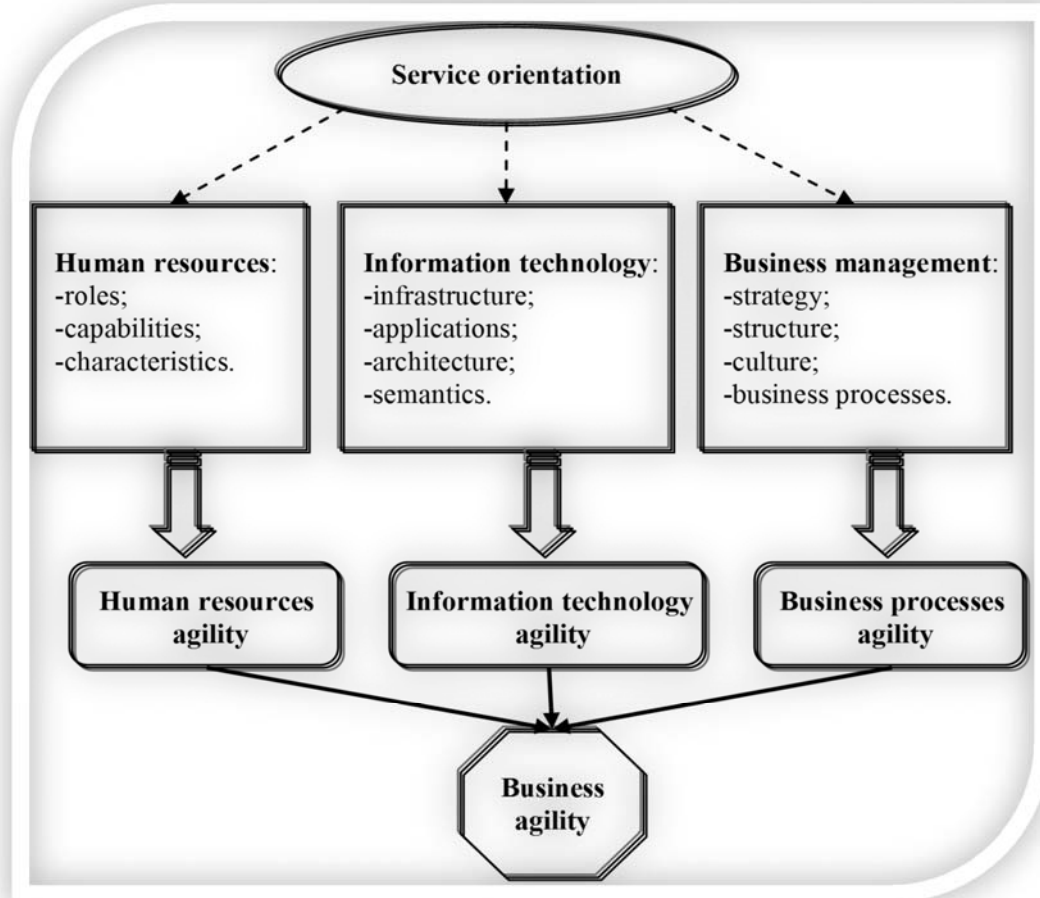 Service orientation
Human resources:
-roles;
-capabilities;
-characteristics.
Information technology:
-infrastructure;
-applications;
-architecture;
-semantics.
Business management:
-strategy;
-structure;
-culture;
-business processes.
Human resources
agility
Information technology
agility
Business processes
agility
Business
agility